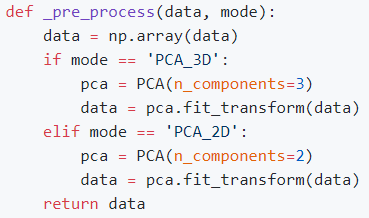 def _pre_process(data, mode):
    data = np.array(data)
    if mode == 'PCA_3D':
        pca = PCA(n_components=3)
        data = pca.fit_transform(data)
    elif mode == 'PCA_2D':
        pca = PCA(n_components=2)
        data = pca.fit_transform(data)
    return data